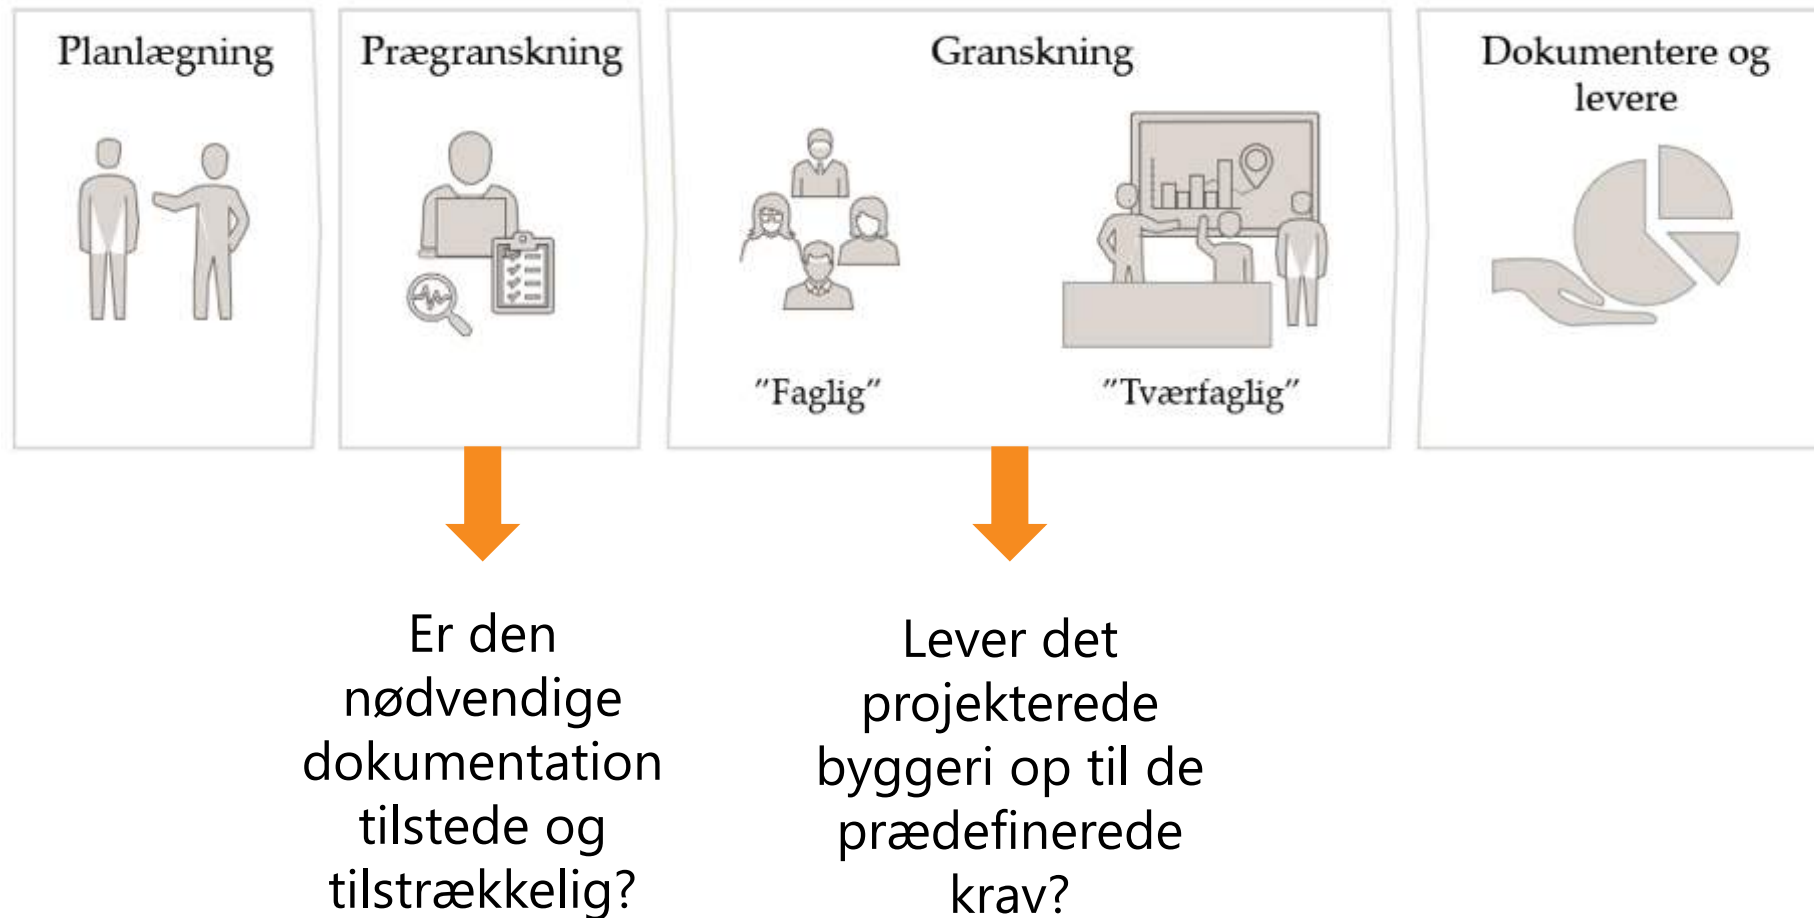 Planlægning
Prægranskning
Granskning
Dokumentere og
levere
”Faglig”
”Tværfaglig”
Er den
nødvendige
dokumentation
tilstede og
tilstrækkelig?
Lever det
projekterede
byggeri op til de
prædefinerede
krav?